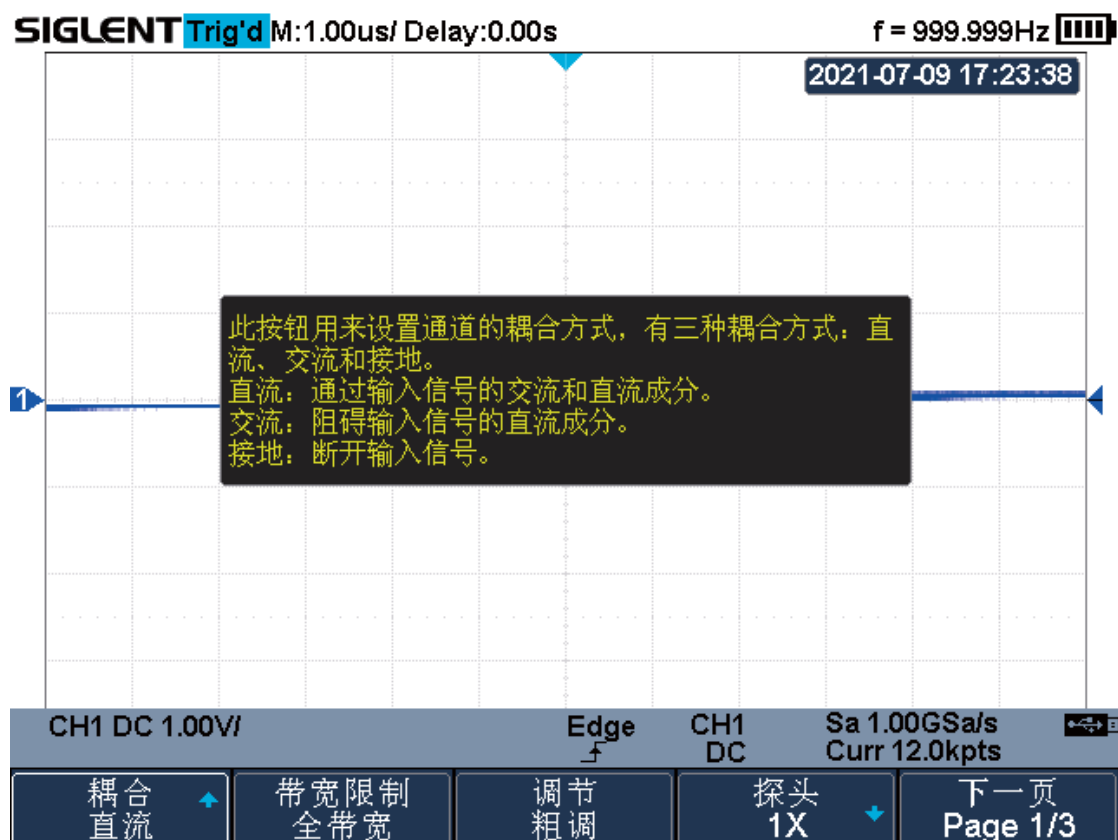 SIGLENT Trig'd M:1.00us/ Delay:0.00s f = 999.999Hz
2021-07-09 17:23:38
此按钮用来设置通道的耦合方式，有三种耦合方式：直
流、交流和接地。
直流：通过输入信号的交流和直流成分。
交流：阻碍输入信号的直流成分。
接地：断开输入信号。
1
CH1 DC 1.00V/ Edge CH1 Sa 1.00GSa/s
DC Curr 12.0kpts
耦合 带宽限制 调节 探头 下一页
直流 全带宽 粗调 1X Page 1/3